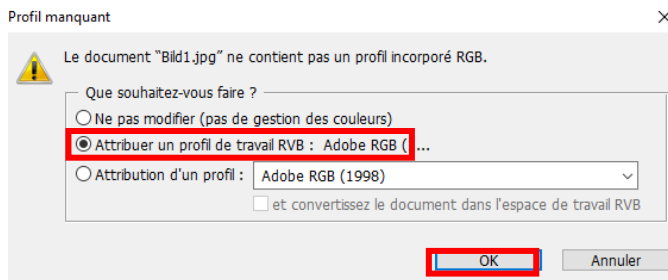 Profil manquant
Le document “Bild1.jpg” ne contient pas un profil incorporé RGB.
Que souhaitez-vous faire ?
Ne pas modifier (pas de gestion des couleurs)
Attribuer un profil de travail RVB : Adobe RGB ( ...
Attribution d'un profil : Adobe RGB (1998)
et convertissez le document dans l'espace de travail RVB
OK Annuler